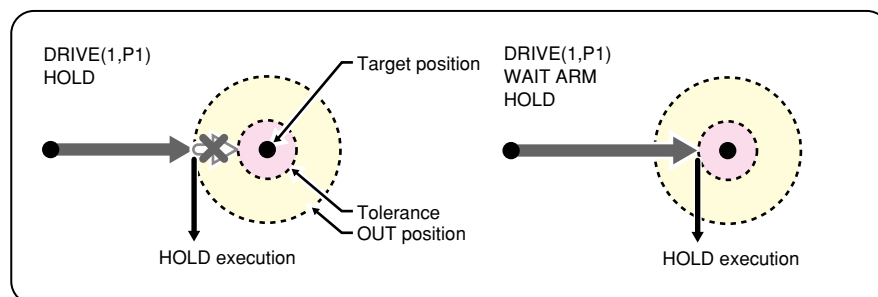 DRIVE(1,P1)
HOLD
Target position
Tolerance
OUT position
HOLD execution
DRIVE(1,P1)
WAIT ARM
HOLD
HOLD execution